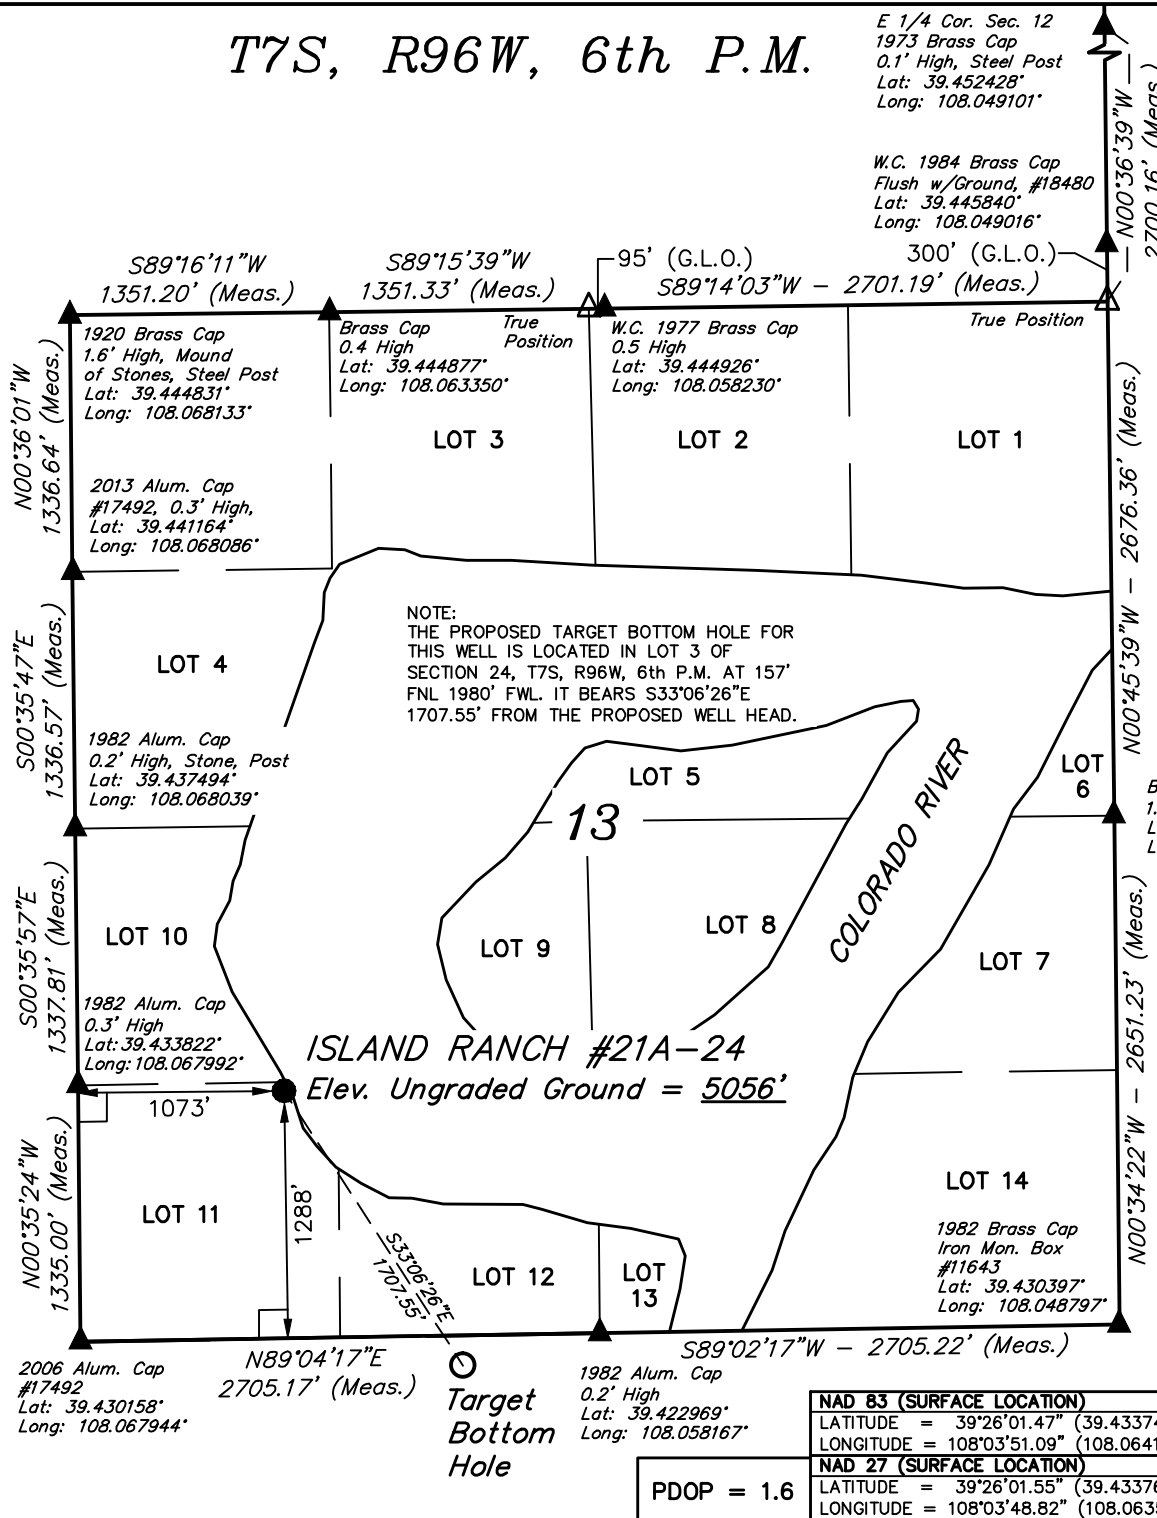 T7S, R96W, 6th P.M.
E 1/4 Cor. Sec. 12
1973 Brass Cap
0.1' High, Steel Post
Lat: 39.452428°
Long: 108.049101°
N00°36'39"W
2700.16' (Meas.)
W.C. 1984 Brass Cap
Flush w/Ground, #18480
Lat: 39.445840°
Long: 108.049016°
S89°16'11"W
1351.20' (Meas.)
S89°15'39"W
1351.33' (Meas.)
95' (G.L.O.)
300' (G.L.O.)
S89°14'03"W – 2701.19' (Meas.)
1920 Brass Cap
1.6' High, Mound
of Stones, Steel Post
Lat: 39.444831°
Long: 108.068133°
Brass Cap
0.4 High
Lat: 39.444877°
Long: 108.063350°
True
Position
W.C. 1977 Brass Cap
0.5 High
Lat: 39.444926°
Long: 108.058230°
True Position
N00°36'01"W
1336.64' (Meas.)
LOT 3
LOT 2
LOT 1
N00°45'39"W – 2676.36' (Meas.)
2013 Alum. Cap
#17492, 0.3' High,
Lat: 39.441164°
Long: 108.068086°
NOTE:
THE PROPOSED TARGET BOTTOM HOLE FOR
THIS WELL IS LOCATED IN LOT 3 OF
SECTION 24, T7S, R96W, 6th P.M. AT 157'
FNL 1980' FWL. IT BEARS S33°06'26"E
1707.55' FROM THE PROPOSED WELL HEAD.
S00°35'47"E
1336.57' (Meas.)
LOT 4
1982 Alum. Cap
0.2' High, Stone, Post
Lat: 39.437494°
Long: 108.068039°
LOT 5
LOT
6
13
COLORADO RIVER
S00°35'57"E
1337.81' (Meas.)
LOT 10
LOT 9
LOT 8
LOT 7
1982 Alum. Cap
0.3' High
Lat: 39.433822°
Long: 108.067992°
ISLAND RANCH #21A–24
Elev. Ungraded Ground = 5056'
1073'
N00°34'22"W – 2651.23' (Meas.)
N00°35'24"W
1335.00' (Meas.)
LOT 11
1288'
S33°06'26"E
1707.55'
LOT 12
LOT
13
LOT 14
1982 Brass Cap
Iron Mon. Box
#11643
Lat: 39.430397°
Long: 108.048797°
2006 Alum. Cap
#17492
Lat: 39.430158°
Long: 108.067944°
N89°04'17"E
2705.17' (Meas.)
Target
Bottom
Hole
S89°02'17"W – 2705.22' (Meas.)
1982 Alum. Cap
0.2' High
Lat: 39.422969°
Long: 108.058167°
PDOP = 1.6
NAD 83 (SURFACE LOCATION)
LATITUDE = 39°26'01.47" (39.43374
LONGITUDE = 108°03'51.09" (108.0641
NAD 27 (SURFACE LOCATION)
LATITUDE = 39°26'01.55" (39.43376
LONGITUDE = 108°03'48.82" (108.0635